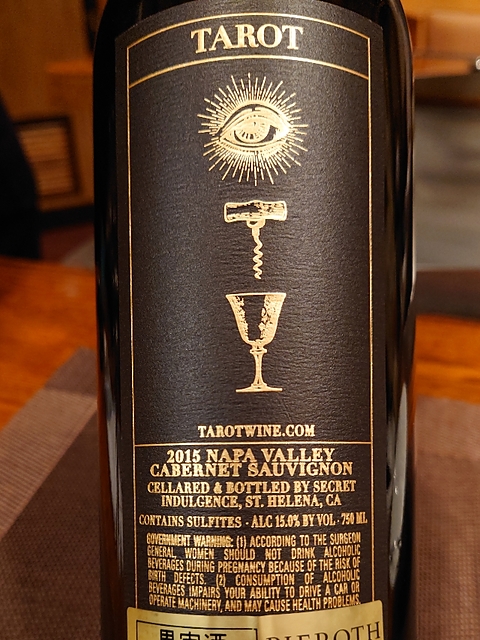 TAROT
TAROTWINE.COM
2015 NAPA VALLEY
CABERNET SAUVIGNON
CELLARED & BOTTLED BY SECRET
INDULGENCE, ST. HELENA, CA
CONTAINS SULFITES - ALC 15.0% BY VOL - 750 ML
GOVERNMENT WARNING: (1) ACCORDING TO THE SURGEON
GENERAL, WOMEN SHOULD NOT DRINK ALCOHOLIC
BEVERAGES DURING PREGNANCY BECAUSE OF THE RISK OF
BIRTH DEFECTS. (2) CONSUMPTION OF ALCOHOLIC
BEVERAGES IMPAIRS YOUR ABILITY TO DRIVE A CAR OR
OPERATE MACHINERY, AND MAY CAUSE HEALTH PROBLEMS.
果実酒 PIEROTH